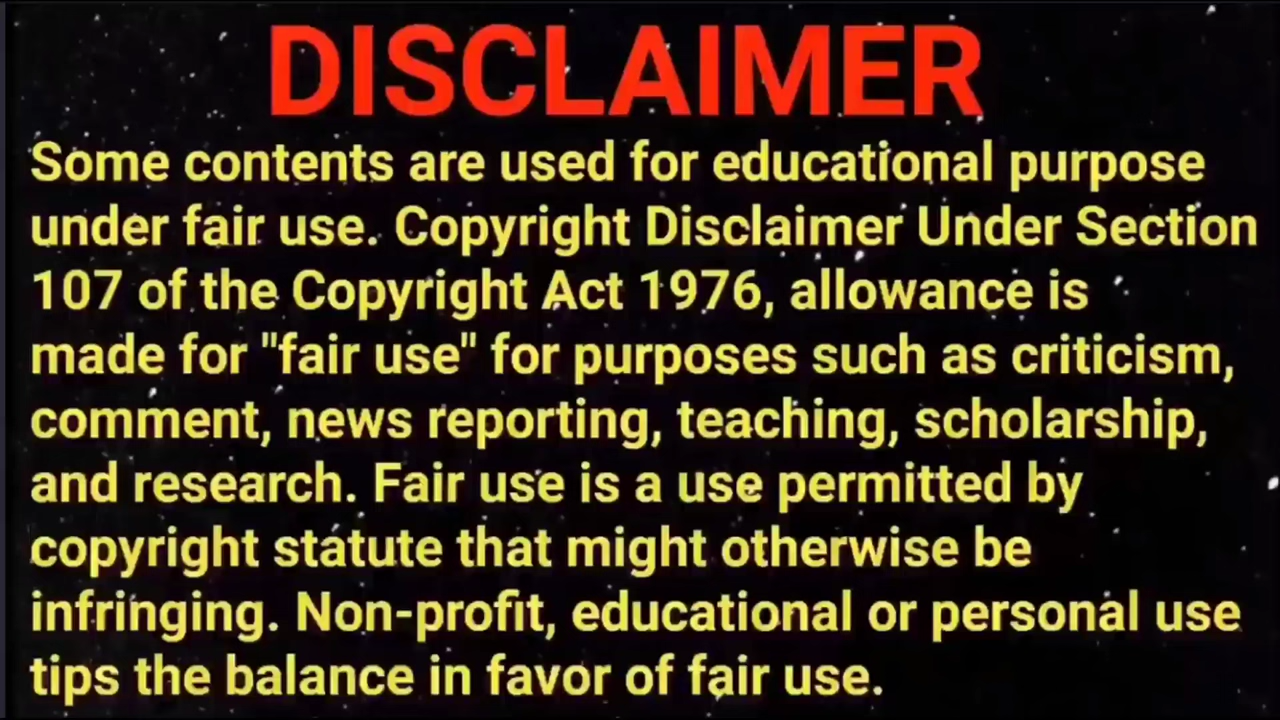 DISCLAIMER
Some contents are used for educational purpose
under fair use. Copyright Disclaimer Under Section
107 of the Copyright Act 1976, allowance is
made for "fair use" for purposes such as criticism,
comment, news reporting, teaching, scholarship,
and research. Fair use is a use permitted by
copyright statute that might otherwise be
infringing. Non-profit, educational or personal use
tips the balance in favor of fair use.